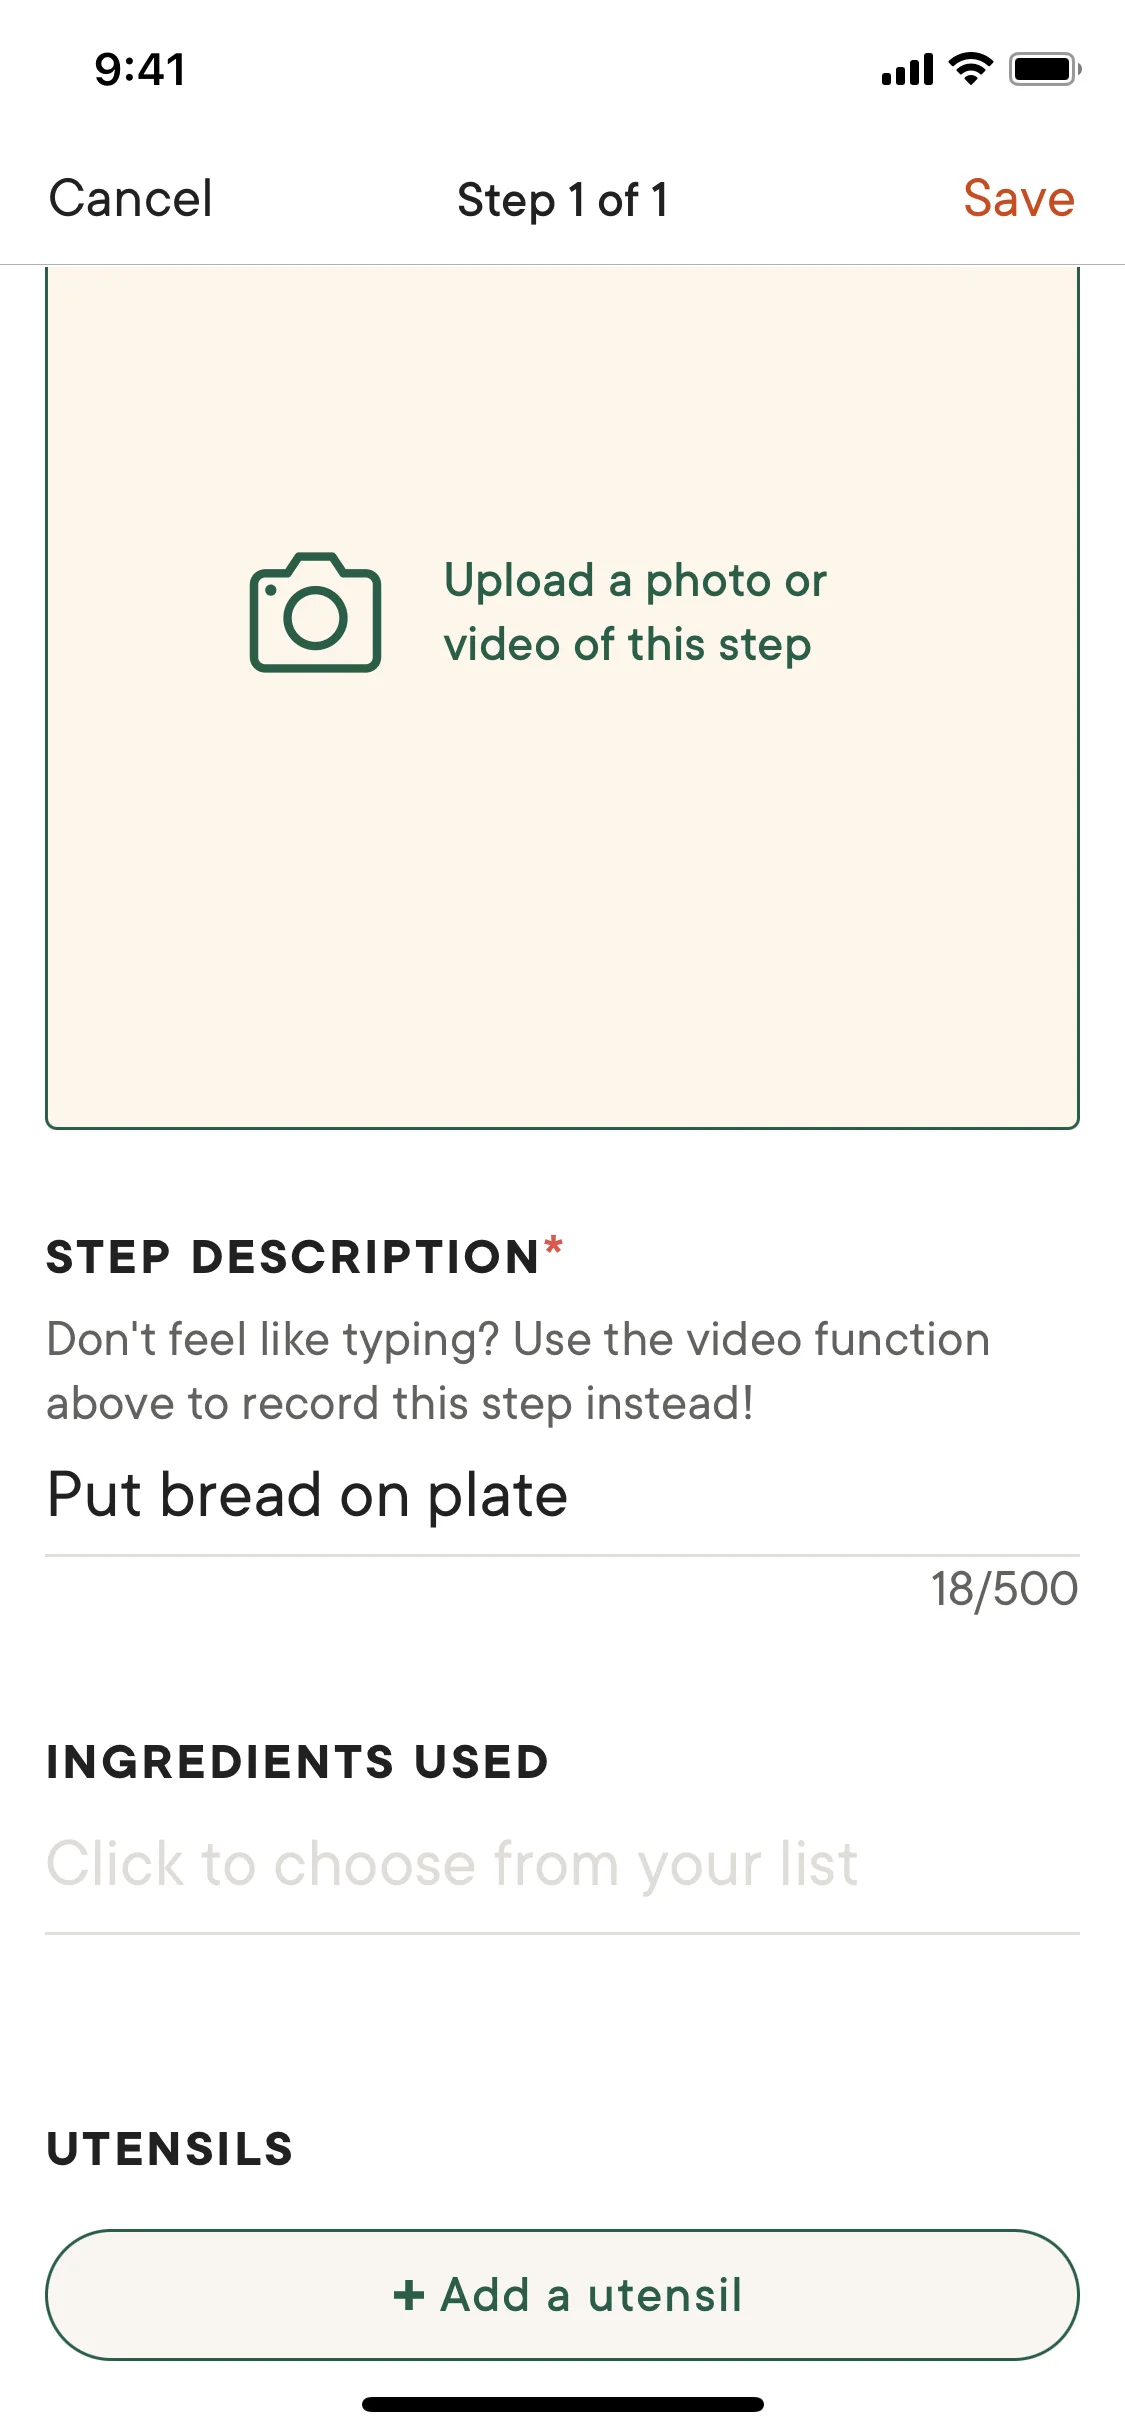 9:41
Cancel
Step 1 of 1
Save
Upload a photo or
video of this step
STEP DESCRIPTION*
Don't feel like typing? Use the video function
above to record this step instead!
Put bread on plate
18/500
INGREDIENTS USED
Click to choose from your list
UTENSILS
+ Add a utensil